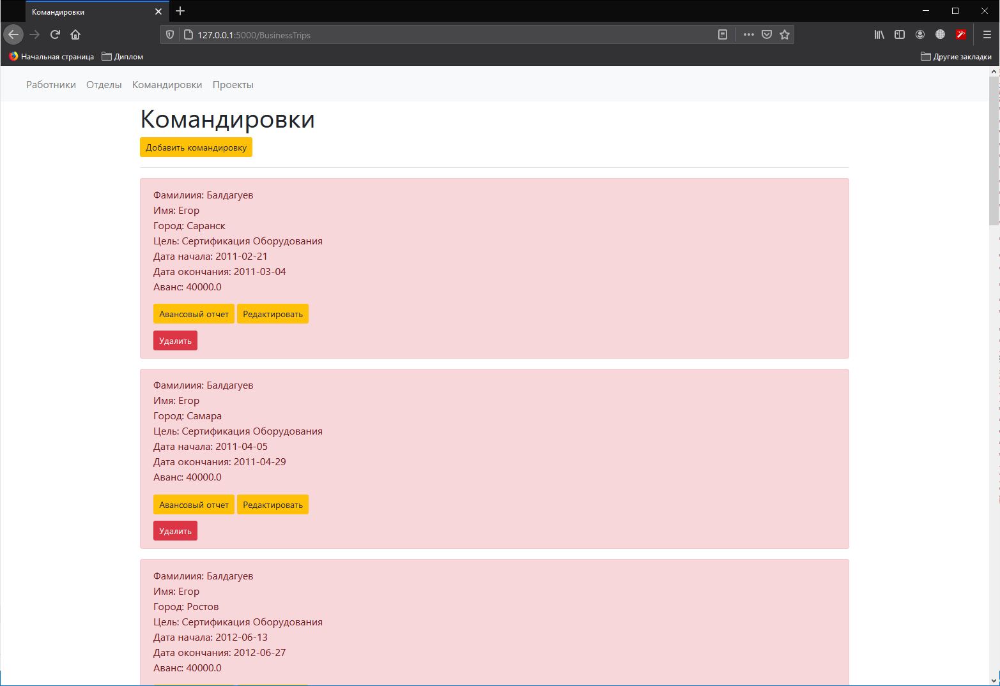 Командировки
127.0.0.1:5000/BusinessTrips
Начальная страница Диплом Другие закладки
Работники Отделы Командировки Проекты
Командировки
Добавить командировку
Фамилиия: Балдагуев
Имя: Егор
Город: Саранск
Цель: Сертификация Оборудования
Дата начала: 2011-02-21
Дата окончания: 2011-03-04
Аванс: 40000.0
Авансовый отчет Редактировать
Удалить
Фамилиия: Балдагуев
Имя: Егор
Город: Самара
Цель: Сертификация Оборудования
Дата начала: 2011-04-05
Дата окончания: 2011-04-29
Аванс: 40000.0
Авансовый отчет Редактировать
Удалить
Фамилиия: Балдагуев
Имя: Егор
Город: Ростов
Цель: Сертификация Оборудования
Дата начала: 2012-06-13
Дата окончания: 2012-06-27
Аванс: 40000.0